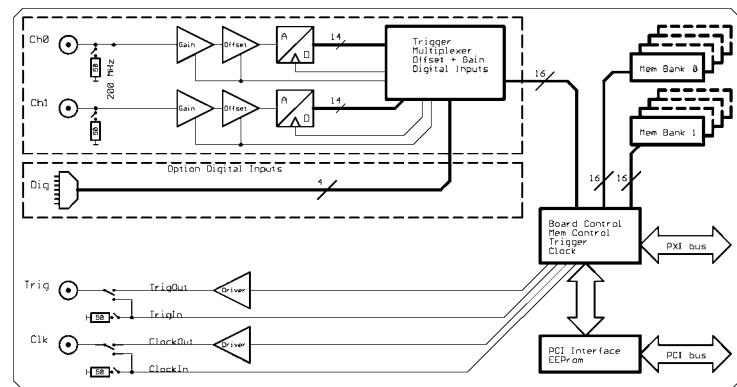 Ch0
50
200 MHz
Gain
Offset
A
D
14
Trigger
Multiplexer
Offset + Gain
Digital Inputs
16
Mem Bank 0
Ch1
50
Gain
Offset
A
D
14
Mem Bank 1
Option Digital Inputs
Dig
4
16
16
Board Control
Mem Control
Trigger
Clock
PXI bus
Trig
TrigOut
Driver
50
TrigIn
Clk
ClockOut
Driver
50
ClockIn
PCI Interface
EEProm
PCI bus